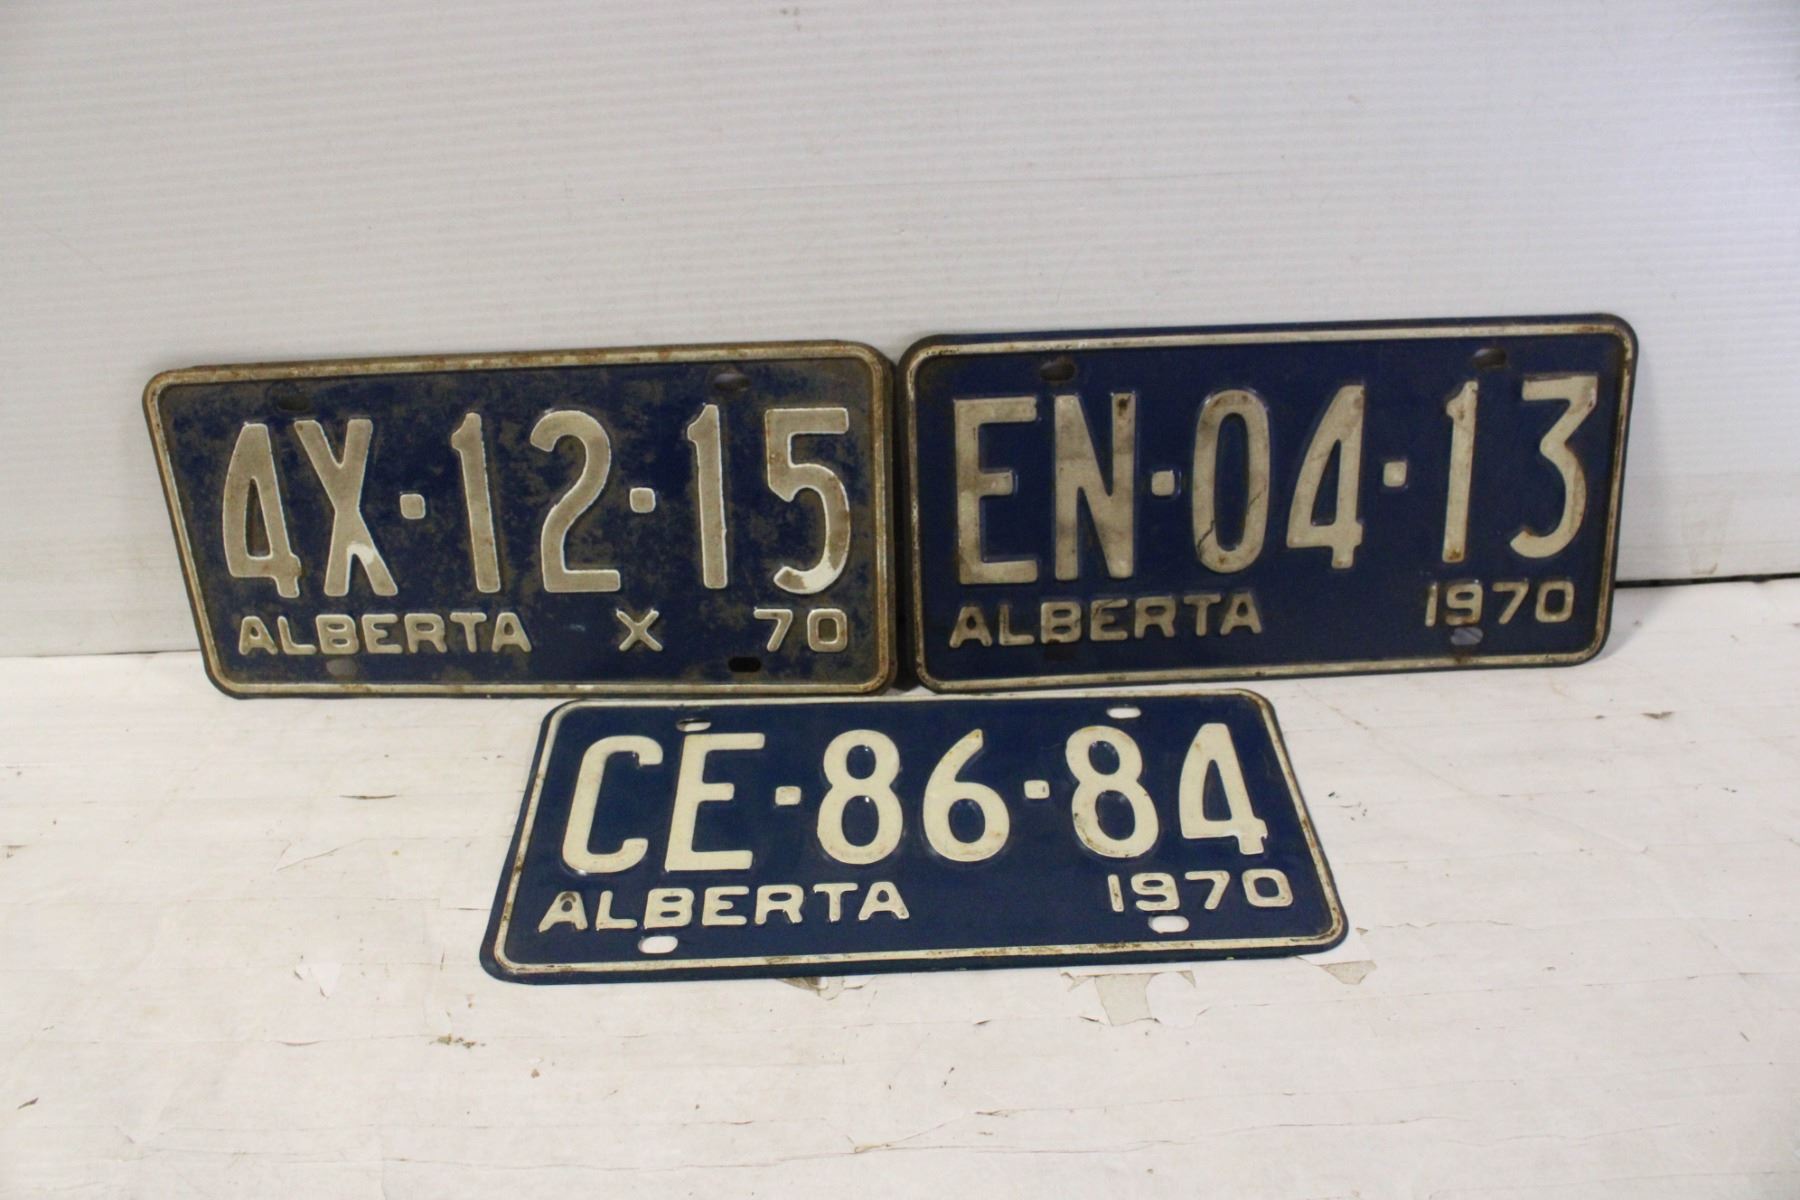 4X·12·15
ALBERTA X 70
EN·04·13
ALBERTA 1970
CE·86·84
ALBERTA 1970